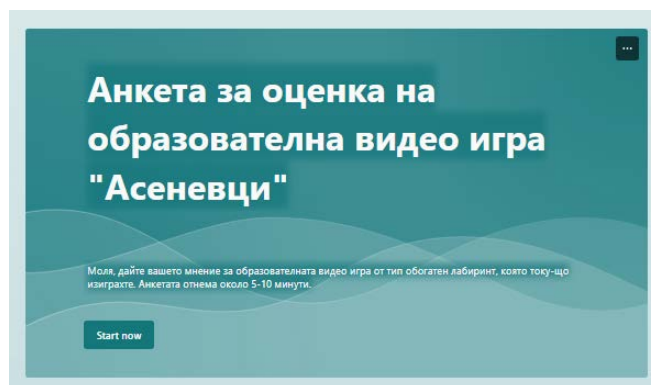 Анкета за оценка на
образователна видео игра
"Асеневци"
Моля, дайте вашето мнение за образователната видео игра от тип обогатен лабиринт, която току-що
изиграхте. Анкетата отнема около 5-10 минути.
Start now